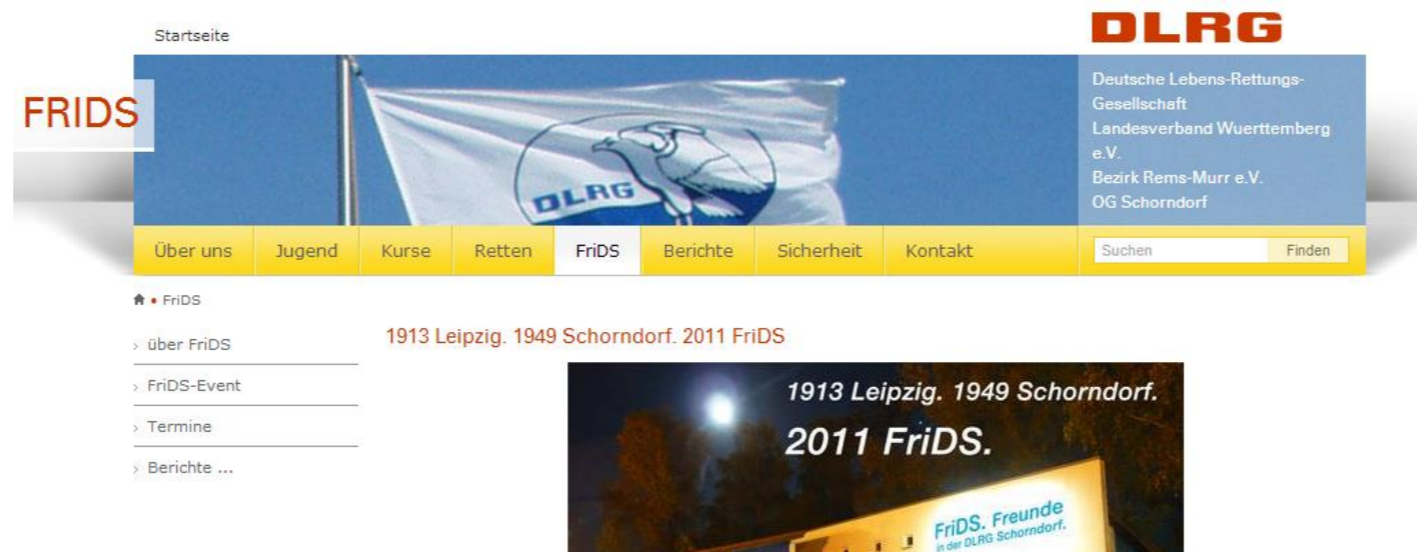 Startseite
DLRG
FRIDS
DLRG
Deutsche Lebens-Rettungs-
Gesellschaft
Landesverband Wuerttemberg
e.V.
Bezirk Rems-Murr e.V.
OG Schorndorf
Über uns Jugend Kurse Retten FriDS Berichte Sicherheit Kontakt Suchen Finden
• FriDS
› über FriDS
› FriDS-Event
› Termine
› Berichte ...
1913 Leipzig. 1949 Schorndorf. 2011 FriDS
1913 Leipzig. 1949 Schorndorf.
2011 FriDS.
FriDS. Freunde
in der DLRG Schorndorf.